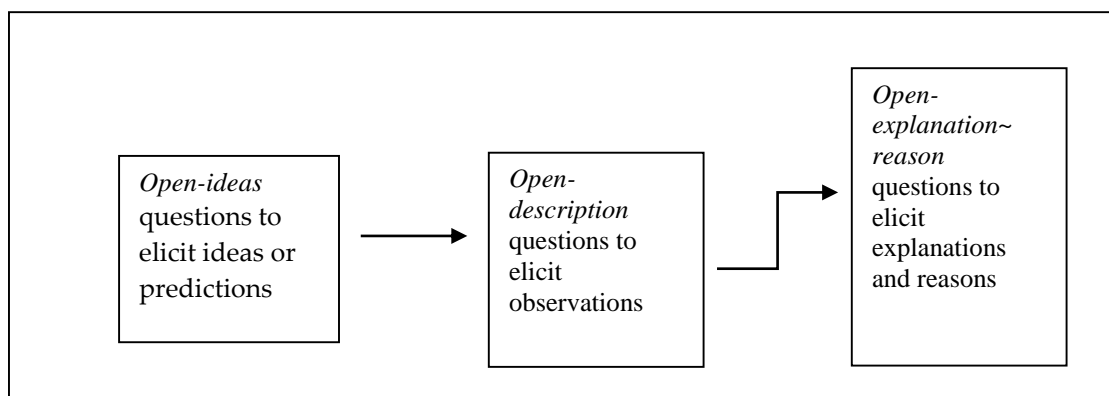 Open-ideas
questions to
elicit ideas or
predictions
Open-
description
questions to
elicit
observations
Open-
explanation~
reason
questions to
elicit
explanations
and reasons